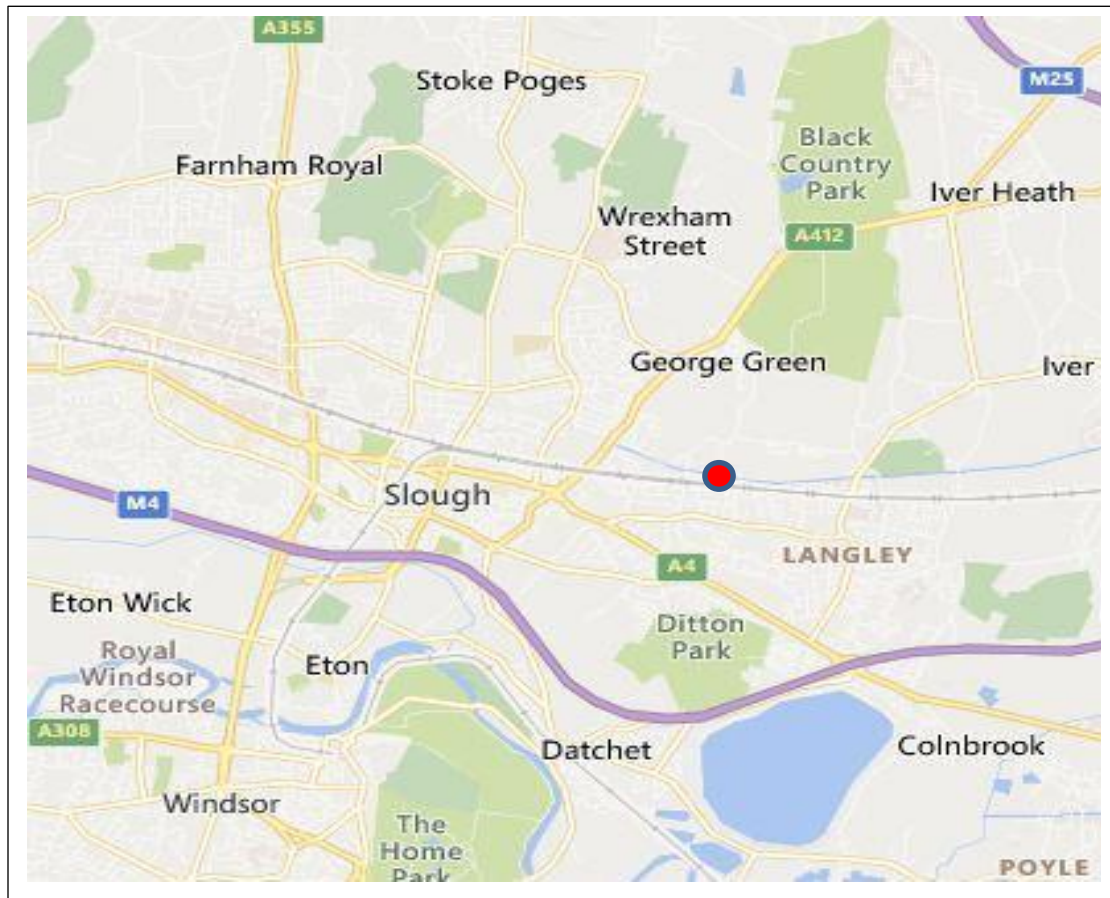 A355
Stoke Poges
M25
Black
Country
Park
Farnham Royal
Iver Heath
Wrexham
Street
A412
George Green
Iver
Slough
M4
LANGLEY
A4
Eton Wick
Ditton
Park
Royal
Windsor
Racecourse
Eton
A308
Datchet
Colnbrook
Windsor
The
Home
Park
POYLE